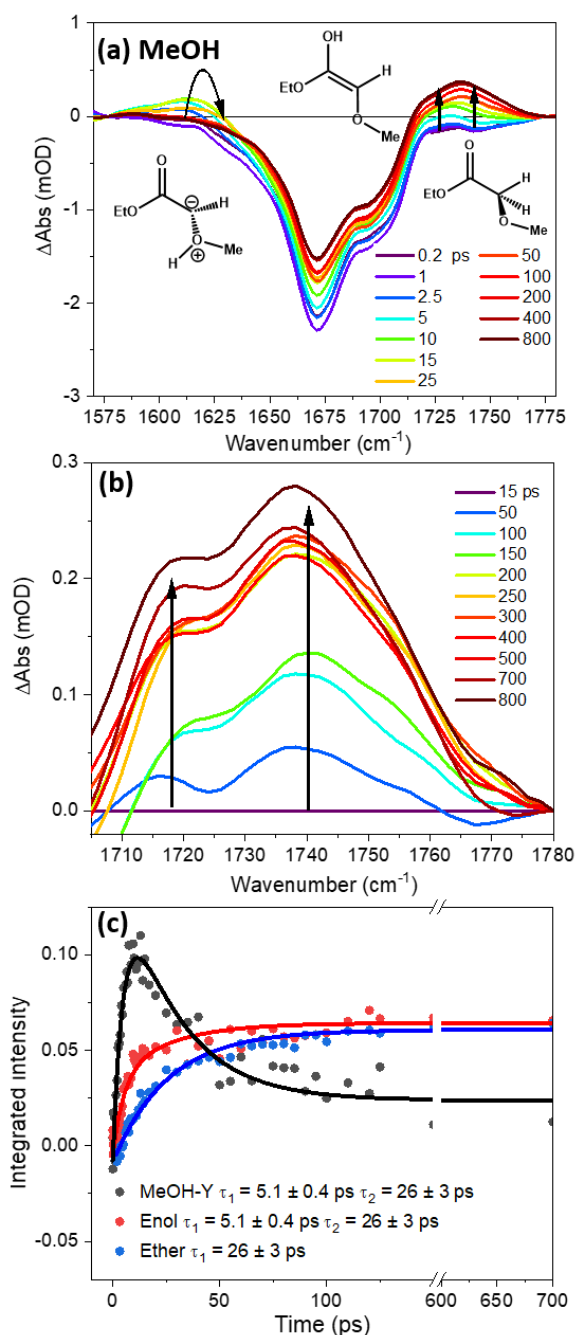 (a) MeOH
OH
EtO
H
O
Me
O
EtO
H
⊖
O
Me
H
⊕
O
EtO
H
H
O
Me
1
0
-1
-2
-3
ΔAbs (mOD)
0.2 ps
1
2.5
5
10
15
25
50
100
200
400
800
1575 1600 1625 1650 1675 1700 1725 1750 1775
Wavenumber (cm⁻¹)
(b)
0.3
0.2
0.1
0.0
ΔAbs (mOD)
15 ps
50
100
150
200
250
300
400
500
700
800
1710 1720 1730 1740 1750 1760 1770 1780
Wavenumber (cm⁻¹)
(c)
0.10
0.05
0.00
-0.05
Integrated intensity
MeOH-Y τ₁ = 5.1 ± 0.4 ps τ₂ = 26 ± 3 ps
Enol τ₁ = 5.1 ± 0.4 ps τ₂ = 26 ± 3 ps
Ether τ₁ = 26 ± 3 ps
0 50 100 600 650 700
Time (ps)